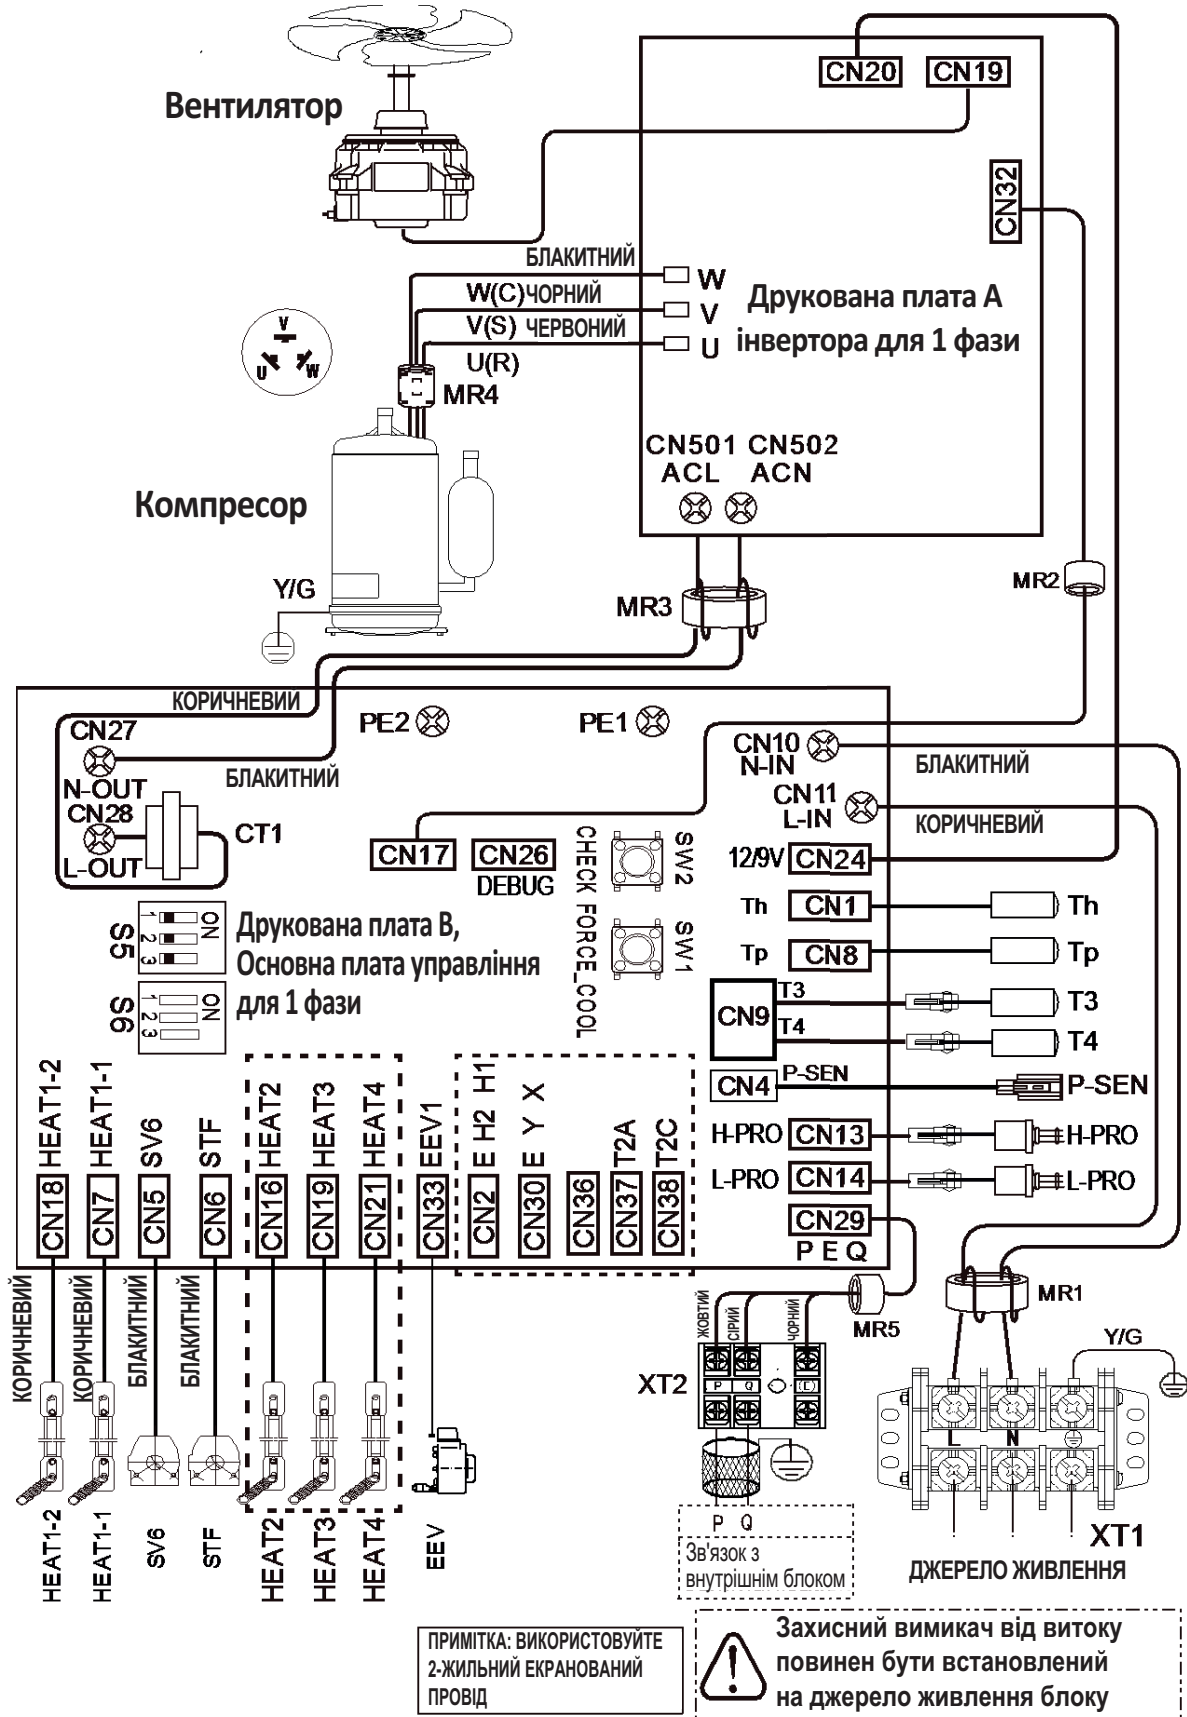 Вентилятор
CN20
CN19
CN32
БЛАКИТНИЙ
W(C) ЧОРНИЙ
V(S) ЧЕРВОНИЙ
U(R)
W
V
U
Друкована плата А
інвертора для 1 фази
V
U
W
MR4
CN501
ACL
CN502
ACN
Компресор
Y/G
MR3
MR2
КОРИЧНЕВИЙ
CN27
N-OUT
CN28
L-OUT
CT1
БЛАКИТНИЙ
PE2
PE1
CN10
N-IN
БЛАКИТНИЙ
CN11
L-IN
КОРИЧНЕВИЙ
CN17
CN26
DEBUG
CHECK
FORCE_COOL
SW2
SW1
12/9V CN24
Th CN1 Th
Tp CN8 Tp
CN9
T3 T3
T4 T4
CN4 P-SEN P-SEN
H-PRO CN13 H-PRO
L-PRO CN14 L-PRO
CN29
P E Q
S5
ON
1 2 3
S6
ON
1 2 3
Друкована плата В,
Основна плата управління
для 1 фази
CN18 HEAT1-2
CN7 HEAT1-1
CN5 SV6
CN6 STF
CN16 HEAT2
CN19 HEAT3
CN21 HEAT4
CN33 EEV1
CN2 E H2 H1
CN30 E Y X
CN36
CN37 T2A
CN38 T2C
КОРИЧНЕВИЙ
КОРИЧНЕВИЙ
БЛАКИТНИЙ
БЛАКИТНИЙ
HEAT1-2
HEAT1-1
SV6
STF
HEAT2
HEAT3
HEAT4
EEV
ЖОВТИЙ
СІРИЙ
ЧОРНИЙ
MR5
MR1
XT2
P Q E
P Q
Зв'язок з
внутрішнім блоком
Y/G
L N
XT1
ДЖЕРЕЛО ЖИВЛЕННЯ
ПРИМІТКА: ВИКОРИСТОВУЙТЕ
2-ЖИЛЬНИЙ ЕКРАНОВАНИЙ
ПРОВІД
Захисний вимикач від витоку
повинен бути встановлений
на джерело живлення блоку